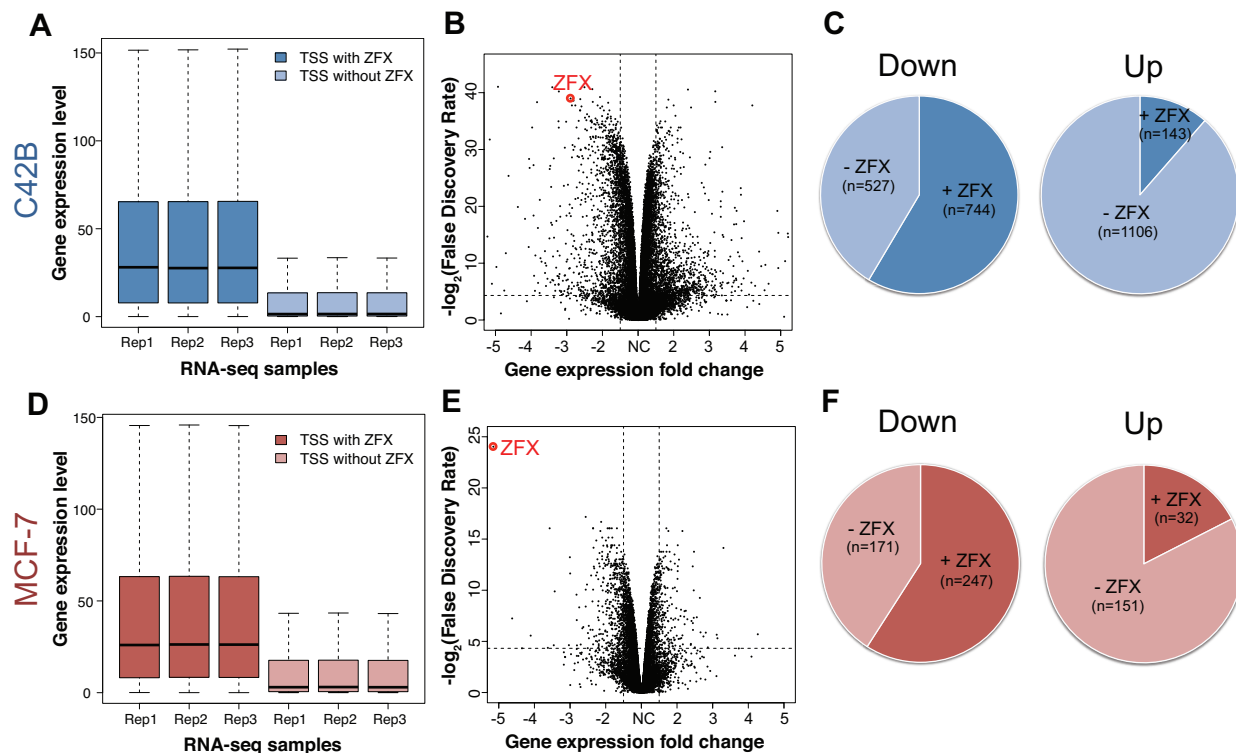 A
C42B
Gene expression level
150
100
50
0
TSS with ZFX
TSS without ZFX
Rep1 Rep2 Rep3 Rep1 Rep2 Rep3
RNA-seq samples
B
-log2(False Discovery Rate)
40
30
20
10
0
ZFX
-5 -4 -3 -2 NC 2 3 4 5
Gene expression fold change
C
Down
- ZFX
(n=527)
+ ZFX
(n=744)
Up
+ ZFX
(n=143)
- ZFX
(n=1106)
D
MCF-7
Gene expression level
150
100
50
0
TSS with ZFX
TSS without ZFX
Rep1 Rep2 Rep3 Rep1 Rep2 Rep3
RNA-seq samples
E
-log2(False Discovery Rate)
25
20
15
10
5
0
ZFX
-5 -4 -3 -2 NC 2 3 4 5
Gene expression fold change
F
Down
- ZFX
(n=171)
+ ZFX
(n=247)
Up
+ ZFX
(n=32)
- ZFX
(n=151)